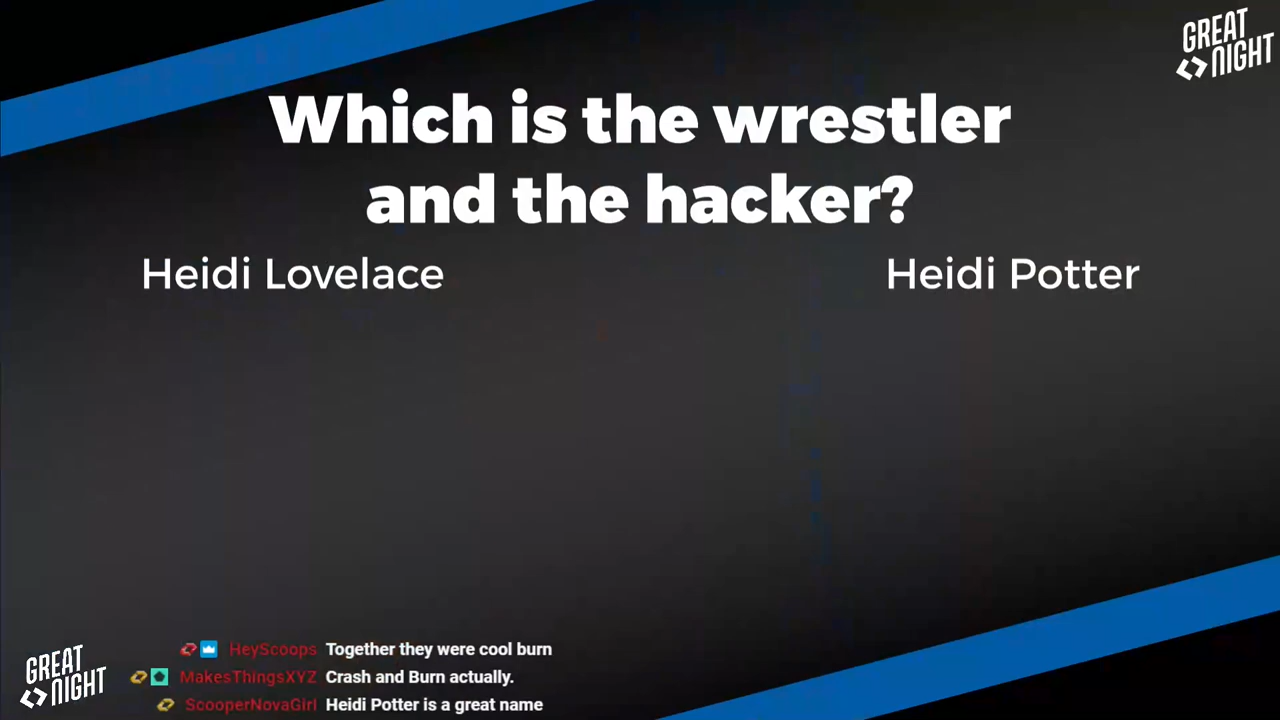 GREAT
NIGHT
Which is the wrestler
and the hacker?
Heidi Lovelace
Heidi Potter
HeyScoops Together they were cool burn
MakesThingsXYZ Crash and Burn actually.
ScooperNovaGirl Heidi Potter is a great name
GREAT
NIGHT